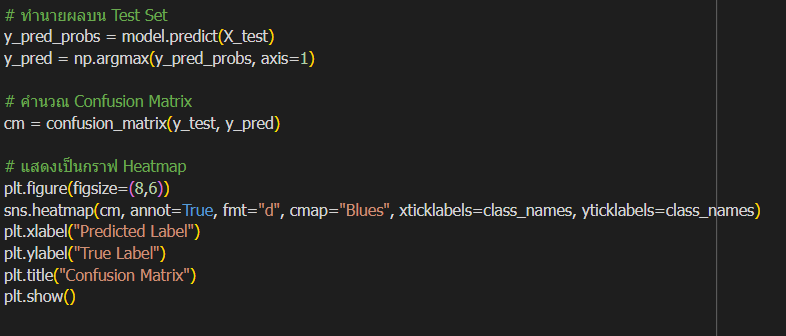 # ทำนายผลบน Test Set
y_pred_probs = model.predict(X_test)
y_pred = np.argmax(y_pred_probs, axis=1)
# คำนวณ Confusion Matrix
cm = confusion_matrix(y_test, y_pred)
# แสดงเป็นกราฟ Heatmap
plt.figure(figsize=(8,6))
sns.heatmap(cm, annot=True, fmt="d", cmap="Blues", xticklabels=class_names, yticklabels=class_names)
plt.xlabel("Predicted Label")
plt.ylabel("True Label")
plt.title("Confusion Matrix")
plt.show()